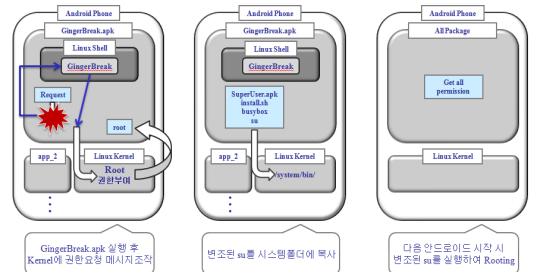 Android Phone
GingerBreak.apk
Linux Shell
GingerBreak
Request
root
app_2
Linux Kernel
Root
권한부여
GingerBreak.apk 실행 후
Kernel에 권한요청 메시지조작
Android Phone
GingerBreak.apk
Linux Shell
GingerBreak
SuperUser.apk
install.sh
busybox
su
app_2
Linux Kernel
/system/bin/
변조된 su를 시스템폴더에 복사
Android Phone
All Package
Get all
permission
Linux Kernel
다음 안드로이드 시작 시
변조된 su를 실행하여 Rooting